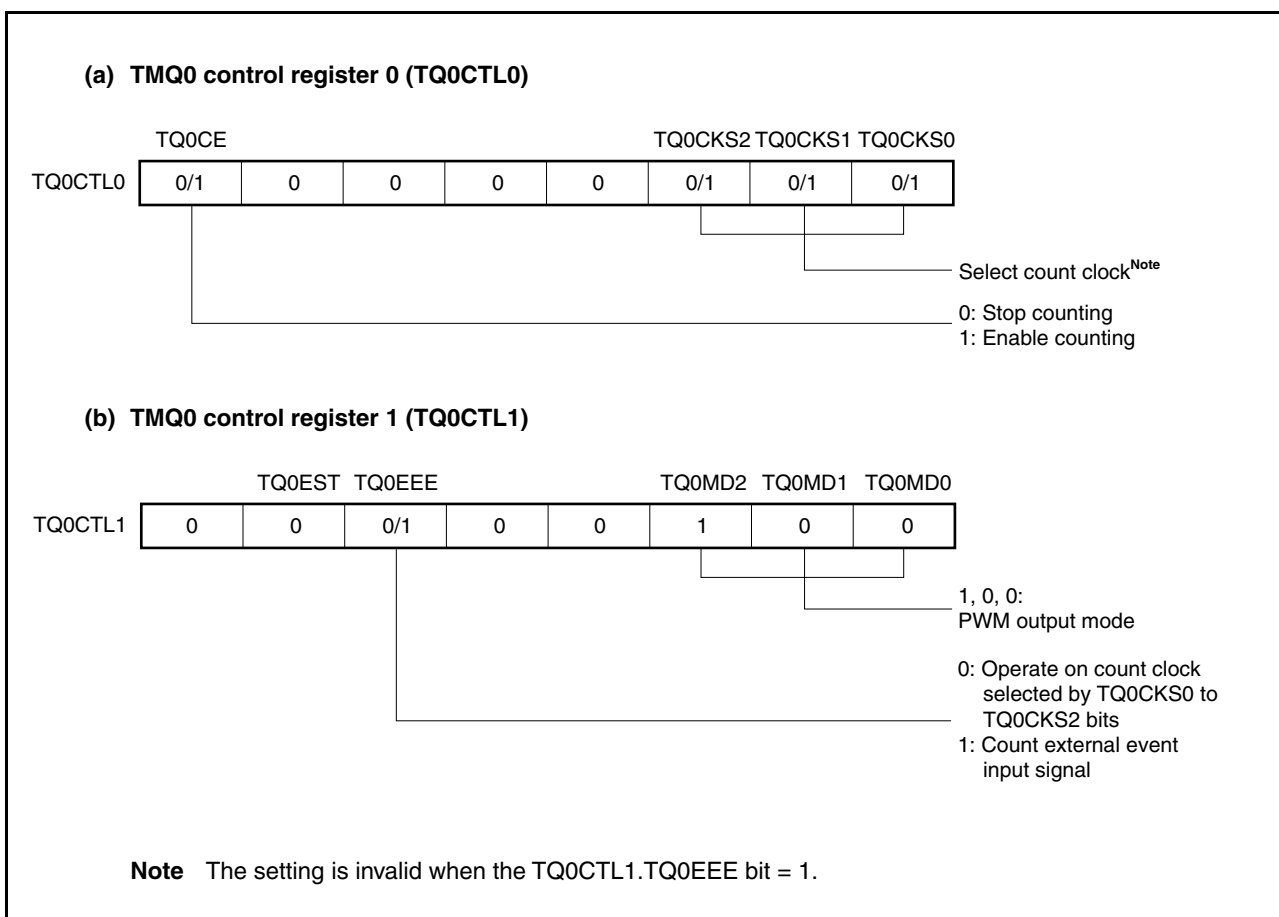 (a) TMQ0 control register 0 (TQ0CTL0)
TQ0CE TQ0CKS2 TQ0CKS1 TQ0CKS0
TQ0CTL0 0/1 0 0 0 0 0/1 0/1 0/1
Select count clockNote
0: Stop counting
1: Enable counting
(b) TMQ0 control register 1 (TQ0CTL1)
TQ0EST TQ0EEE TQ0MD2 TQ0MD1 TQ0MD0
TQ0CTL1 0 0 0/1 0 0 1 0 0
1, 0, 0:
PWM output mode
0: Operate on count clock
selected by TQ0CKS0 to
TQ0CKS2 bits
1: Count external event
input signal
Note The setting is invalid when the TQ0CTL1.TQ0EEE bit = 1.